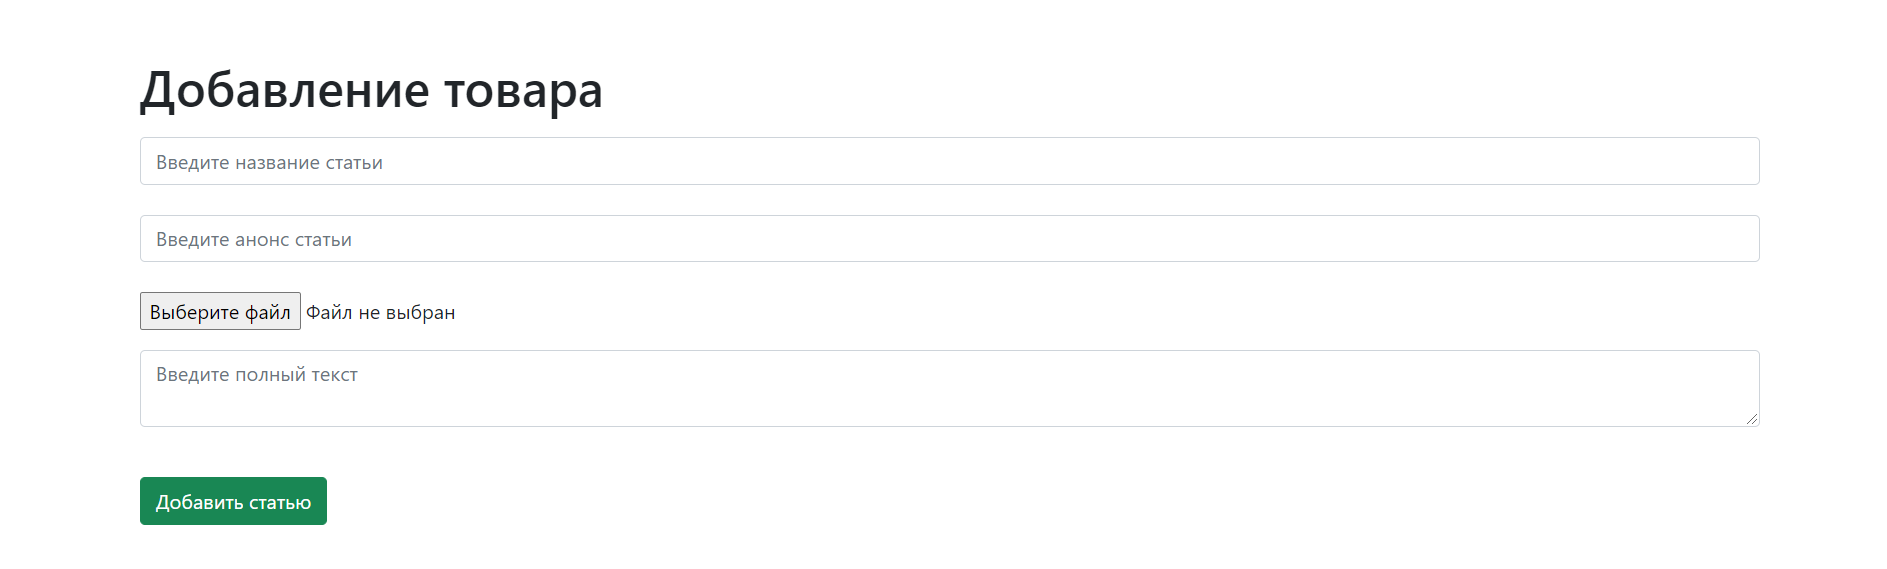 Добавление товара
Введите название статьи
Введите анонс статьи
Выберите файл Файл не выбран
Введите полный текст
Добавить статью